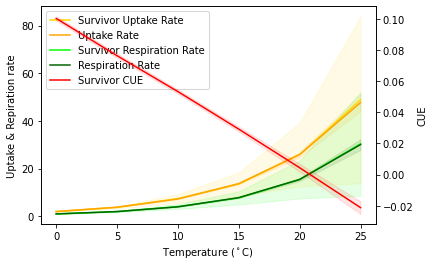 Survivor Uptake Rate
Uptake Rate
Survivor Respiration Rate
Respiration Rate
Survivor CUE
80
60
40
20
0
Uptake & Repiration rate
0.10
0.08
0.06
0.04
0.02
0.00
−0.02
CUE
0 5 10 15 20 25
Temperature (°C)